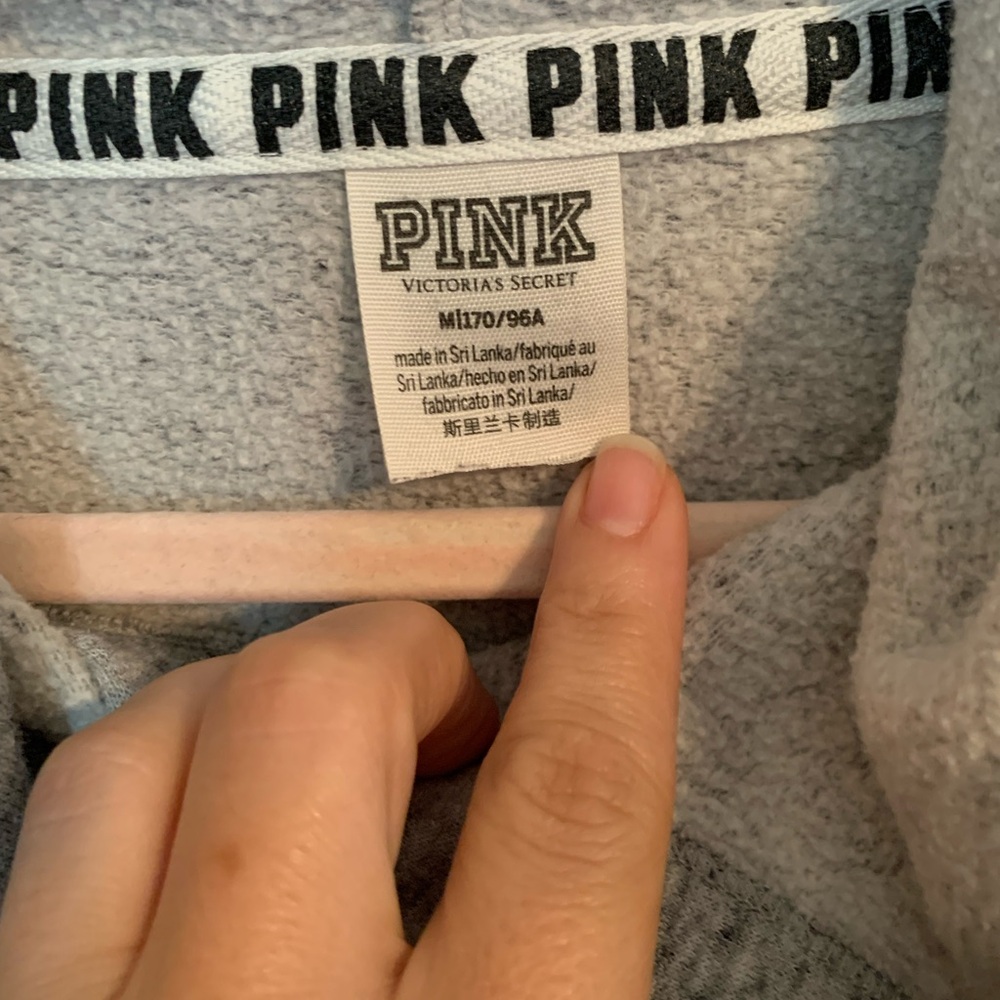 PINK PINK PINK PIN
PINK
VICTORIA'S SECRET
M|170/96A
made in Sri Lanka/fabriqué au
Sri Lanka/hecho en Sri Lanka/
fabbricato in Sri Lanka/
斯里兰卡制造